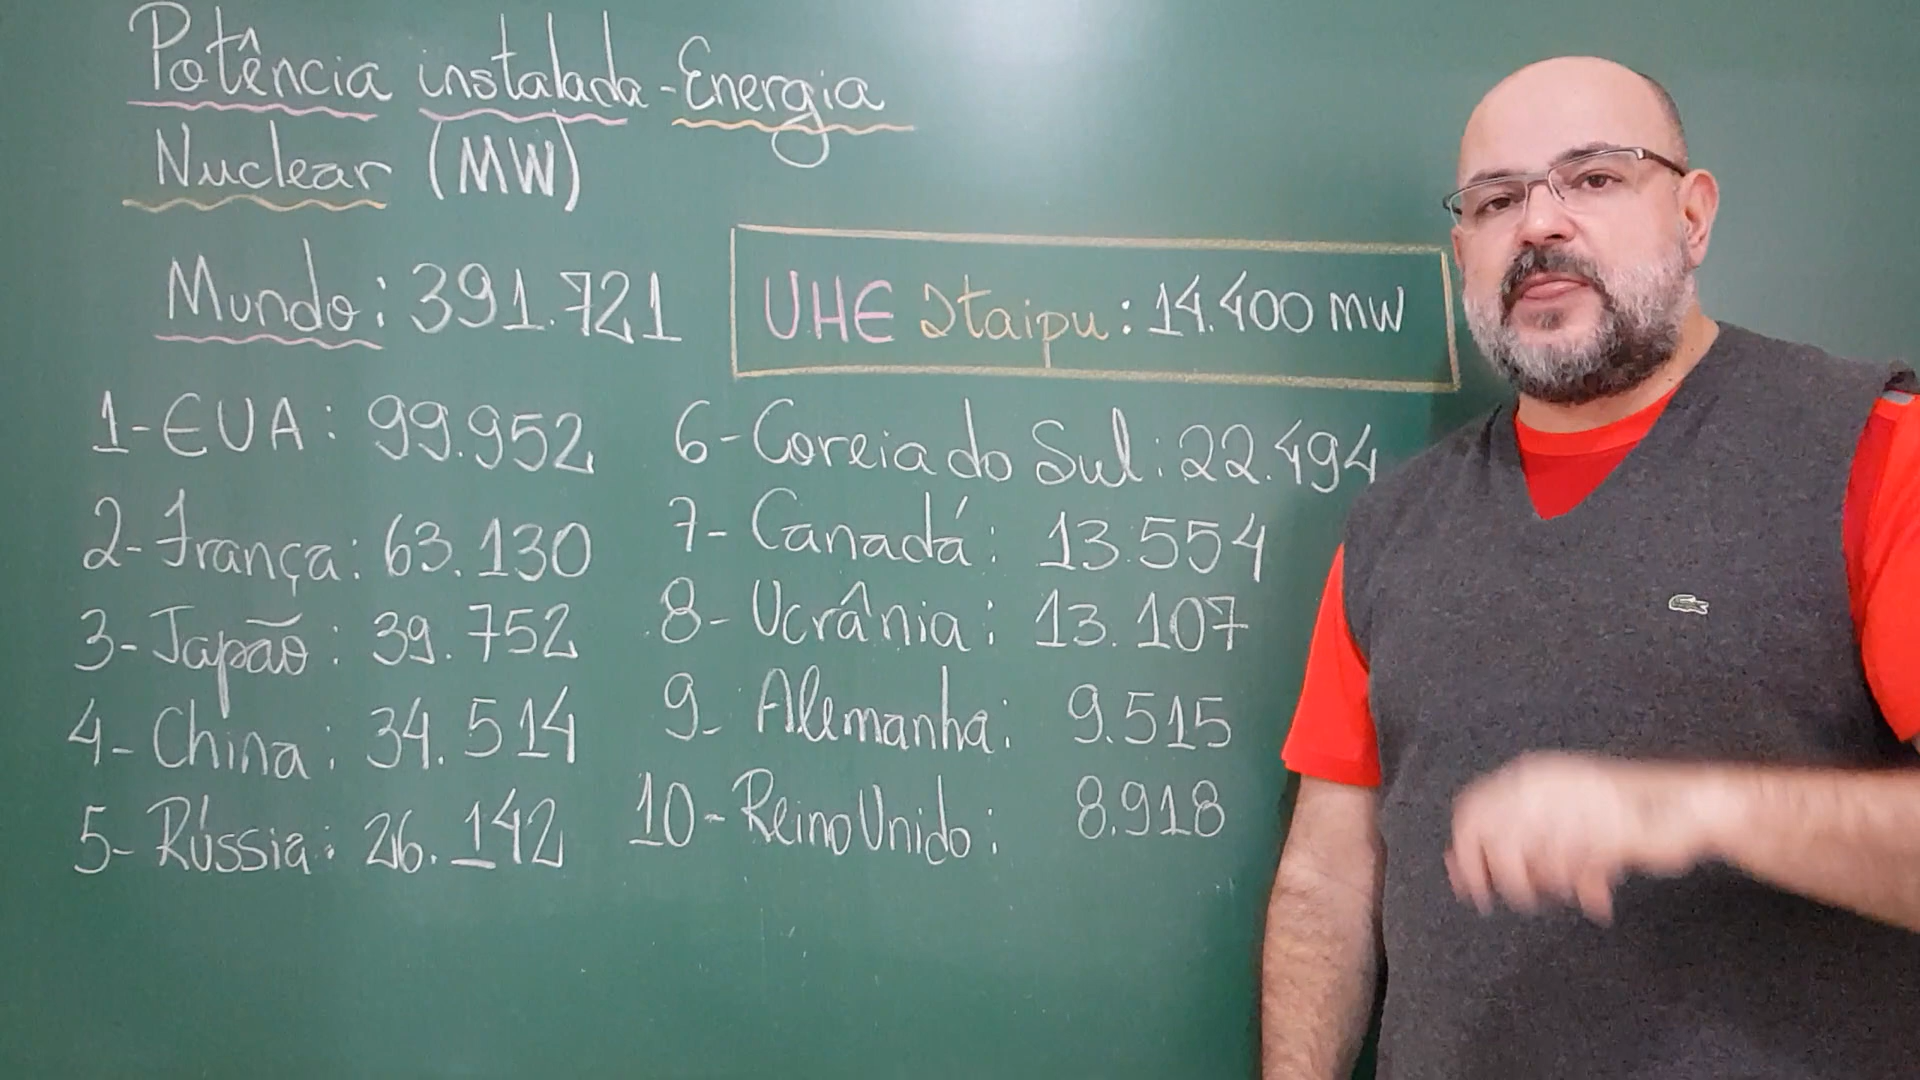 Potência instalada - Energia
Nuclear (MW)
Mundo: 391.721
UHE Itaipu: 14.400 MW
1- EUA: 99.952
2- França: 63.130
3- Japão: 39.752
4- China: 34.514
5- Rússia: 26.142
6- Coreia do Sul: 22.494
7- Canadá: 13.554
8- Ucrânia: 13.107
9- Alemanha: 9.515
10- Reino Unido: 8.918